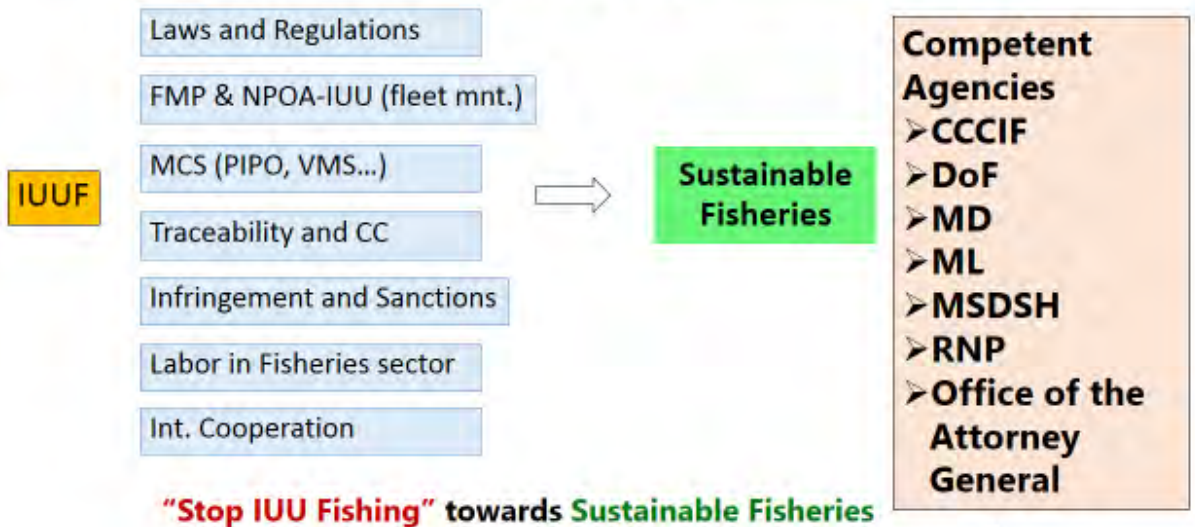 IUUF
Laws and Regulations
FMP & NPOA-IUU (fleet mnt.)
MCS (PIPO, VMS...)
Traceability and CC
Infringement and Sanctions
Labor in Fisheries sector
Int. Cooperation
Sustainable
Fisheries
Competent
Agencies
➢CCCIF
➢DoF
➢MD
➢ML
➢MSDSH
➢RNP
➢Office of the
Attorney
General
“Stop IUU Fishing” towards Sustainable Fisheries